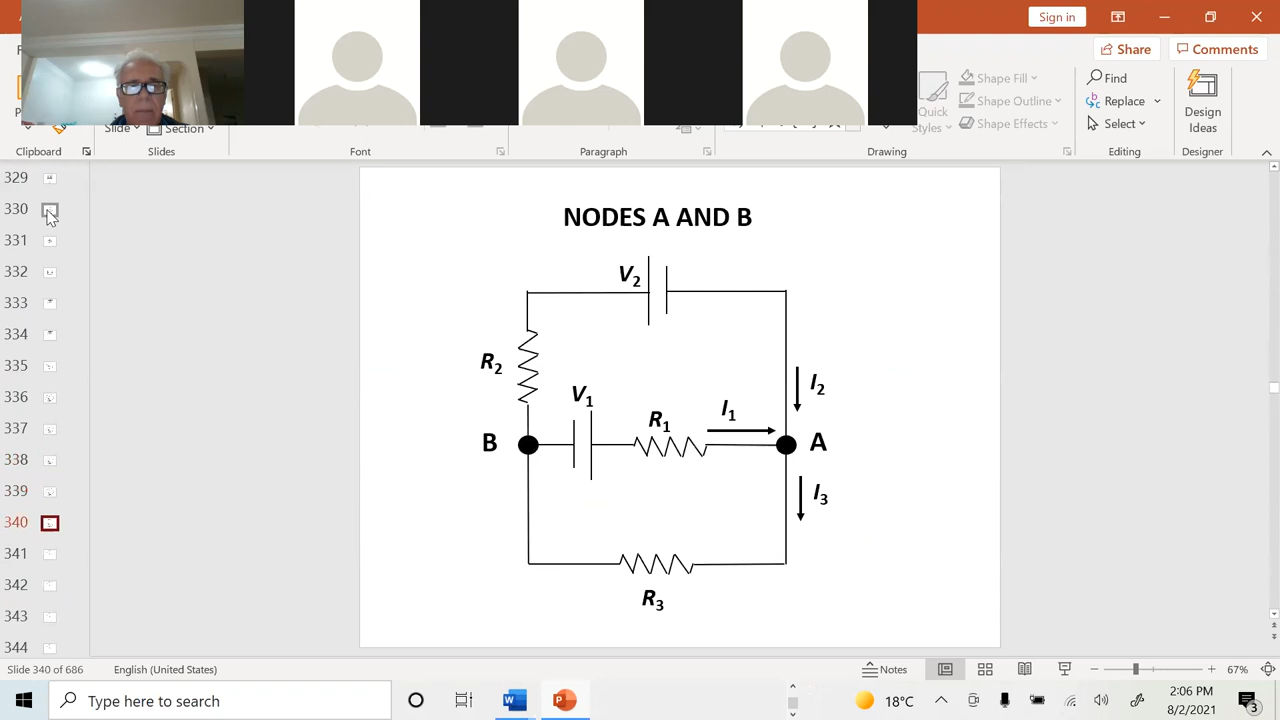 Sign in
Share
Comments
Find
Replace
Select
Quick
Styles
Shape Fill
Shape Outline
Shape Effects
Design
Ideas
Slide
Section
Clipboard
Slides
Font
Paragraph
Drawing
Editing
Designer
329
330
331
332
333
334
335
336
337
338
339
340
341
342
343
344
NODES A AND B
V2
R2
I2
V1
R1
I1
B
A
I3
R3
Slide 340 of 686
English (United States)
Notes
67%
Type here to search
18°C
2:06 PM
8/2/2021
3